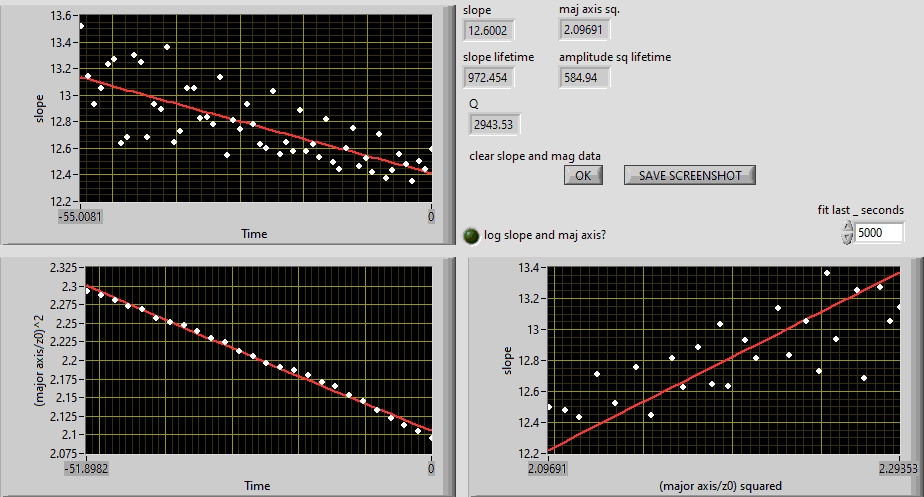 13.6
13.4
13.2
13
12.8
12.6
12.4
12.2
slope
-55.0081
0
Time
slope
12.6002
maj axis sq.
2.09691
slope lifetime
972.454
amplitude sq lifetime
584.94
Q
2943.53
clear slope and mag data
OK
SAVE SCREENSHOT
fit last _ seconds
5000
log slope and maj axis?
2.325
2.3
2.275
2.25
2.225
2.2
2.175
2.15
2.125
2.1
2.075
(major axis/z0)^2
-51.8982
0
Time
13.4
13.2
13
12.8
12.6
12.4
12.2
slope
2.09691
2.29353
(major axis/z0) squared